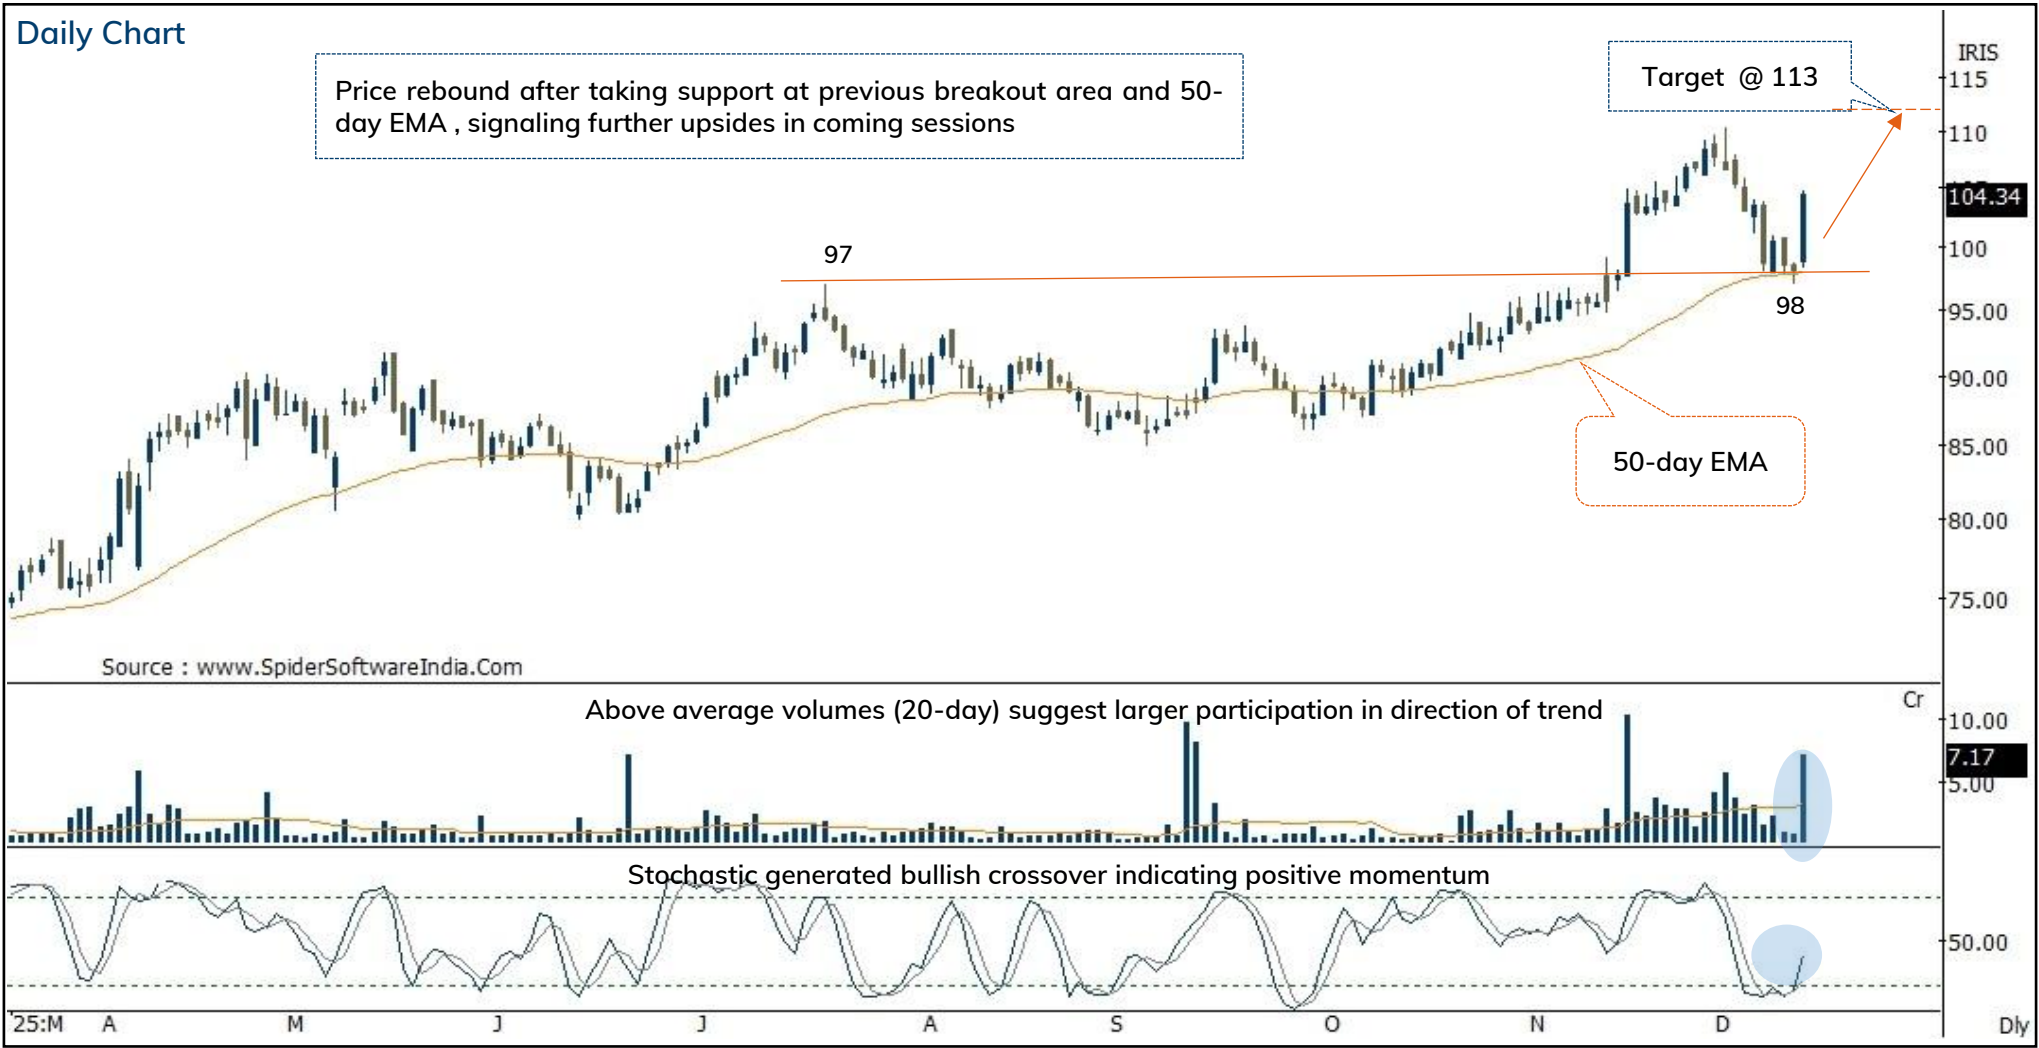 Daily Chart
Price rebound after taking support at previous breakout area and 50-
day EMA , signaling further upsides in coming sessions
Target @ 113
IRIS
115
110
104.34
100
95.00
90.00
85.00
80.00
75.00
97
98
50-day EMA
Source : www.SpiderSoftwareIndia.Com
Above average volumes (20-day) suggest larger participation in direction of trend
Cr
10.00
7.17
5.00
Stochastic generated bullish crossover indicating positive momentum
50.00
'25:M A M J J A S O N D Dly